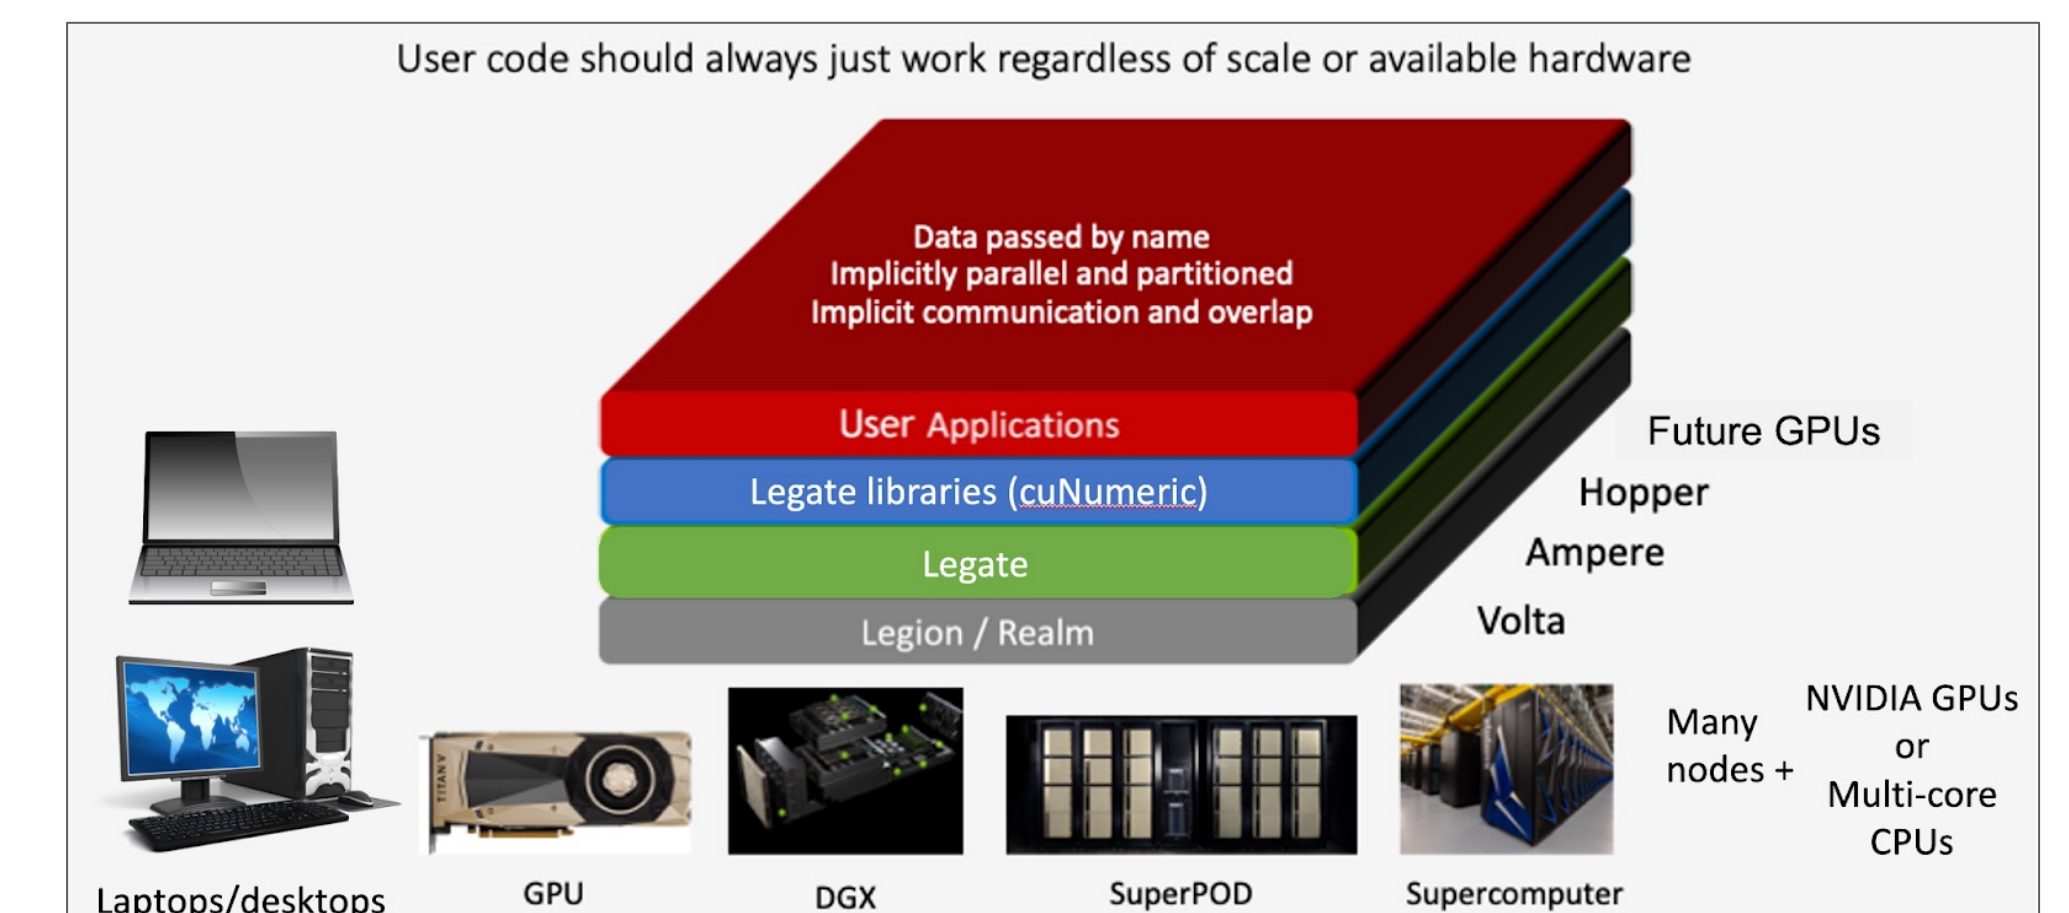 User code should always just work regardless of scale or available hardware
Data passed by name
Implicitly parallel and partitioned
Implicit communication and overlap
User Applications
Legate libraries (cuNumeric)
Legate
Legion / Realm
Future GPUs
Hopper
Ampere
Volta
TITAN V
Many
nodes +
NVIDIA GPUs
or
Multi-core
CPUs
Laptops/desktops
GPU
DGX
SuperPOD
Supercomputer